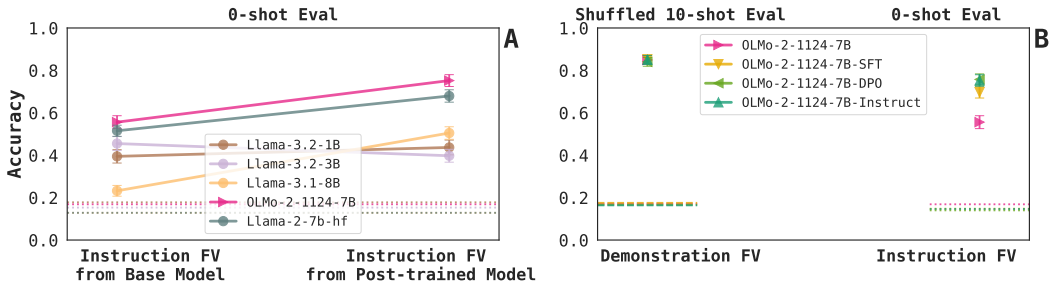 0-shot Eval
A
Accuracy
1.0
0.8
0.6
0.4
0.2
0.0
Llama-3.2-1B
Llama-3.2-3B
Llama-3.1-8B
OLMo-2-1124-7B
Llama-2-7b-hf
Instruction FV
from Base Model
Instruction FV
from Post-trained Model
Shuffled 10-shot Eval
0-shot Eval
B
1.0
0.8
0.6
0.4
0.2
0.0
OLMo-2-1124-7B
OLMo-2-1124-7B-SFT
OLMo-2-1124-7B-DPO
OLMo-2-1124-7B-Instruct
Demonstration FV
Instruction FV